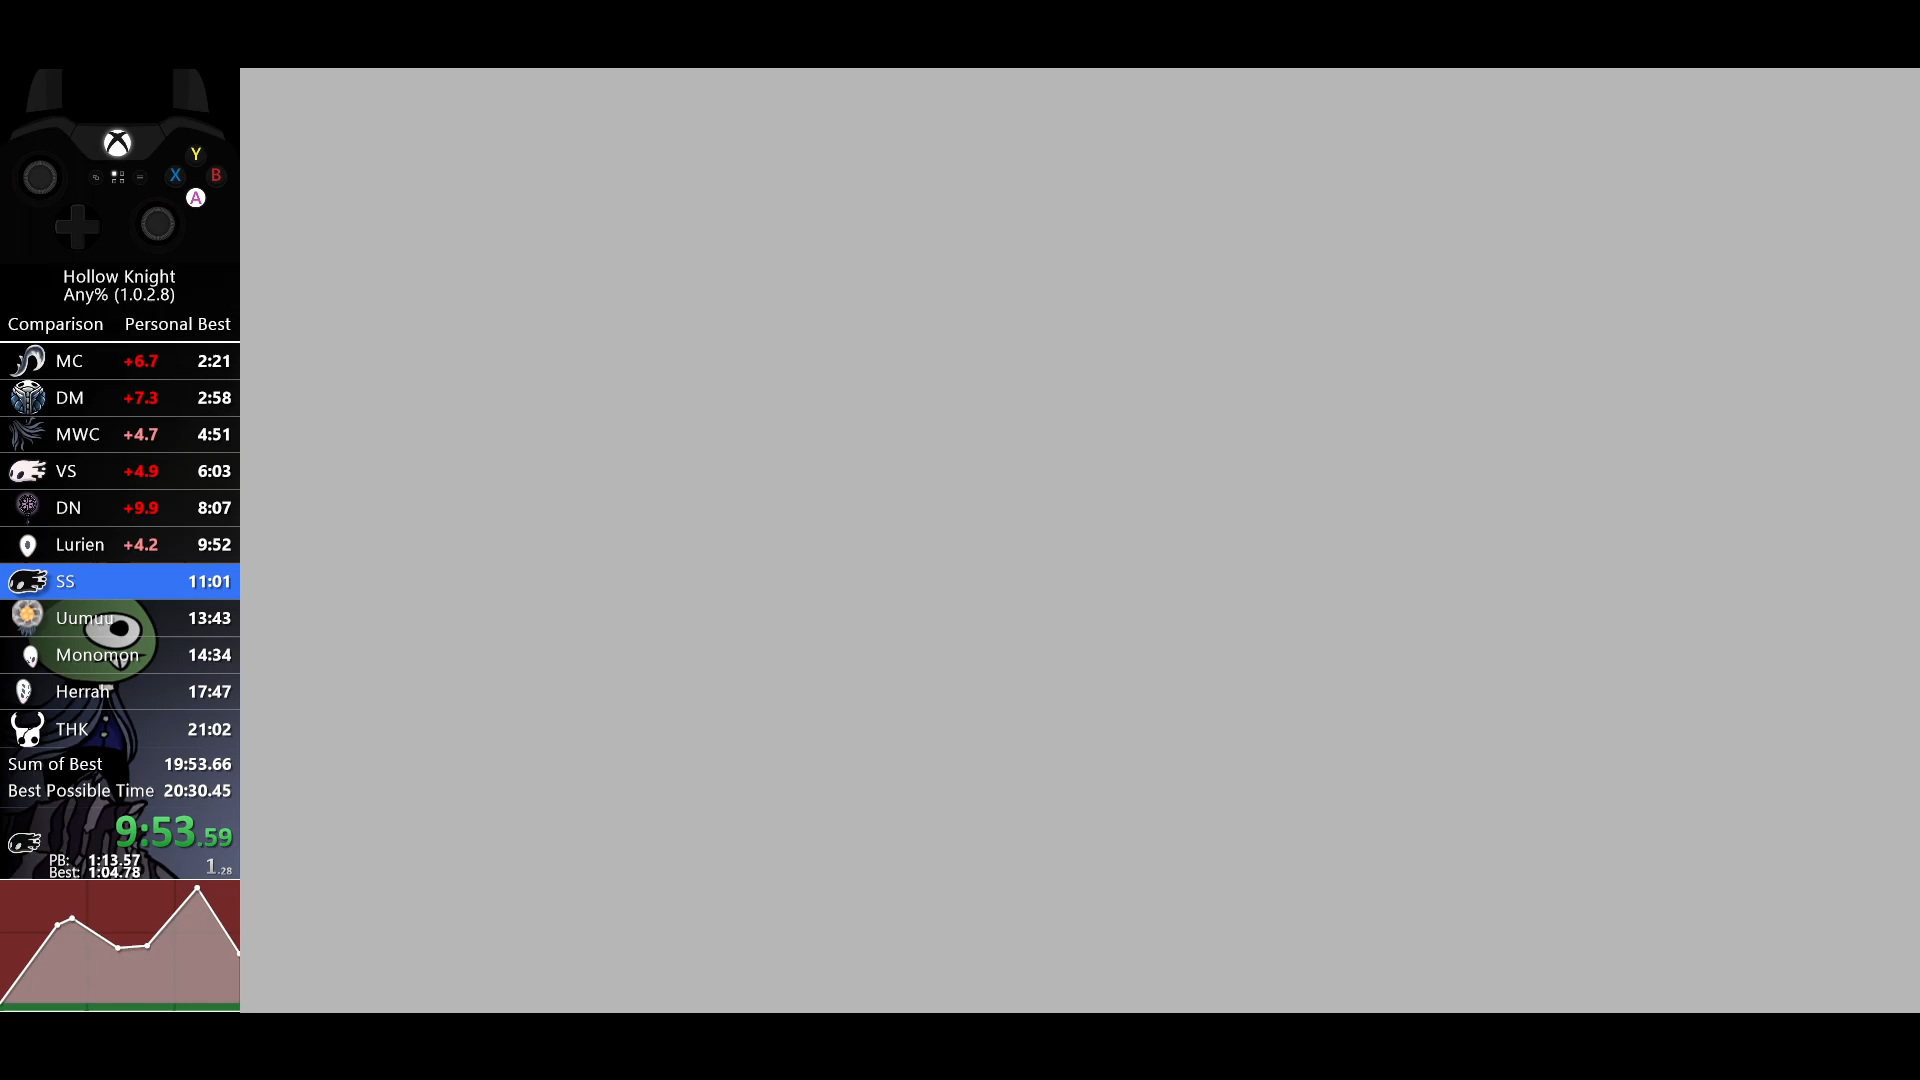 Y
X B
A
Hollow Knight
Any% (1.0.2.8)
Comparison Personal Best
MC +6.7 2:21
DM +7.3 2:58
MWC +4.7 4:51
VS +4.9 6:03
DN +9.9 8:07
Lurien +4.2 9:52
SS 11:01
Uumuu 13:43
Monomon 14:34
Herrah 17:47
THK 21:02
Sum of Best 19:53.66
Best Possible Time 20:30.45
9:53.59
PB: 1:13.57
Best: 1:04.78 1.28